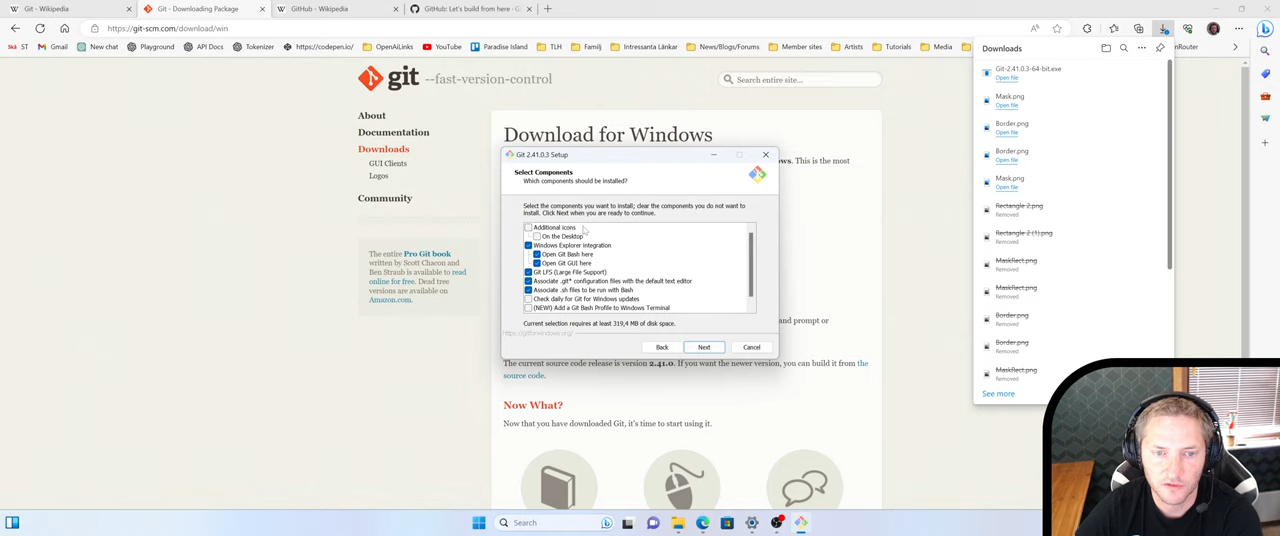 Git - Wikipedia
Git - Downloading Package
GitHub - Wikipedia
GitHub: Let's build from here · G
https://git-scm.com/download/win
ST
Gmail
New chat
Playground
API Docs
Tokenizer
https://codepen.io/
OpenAiLinks
YouTube
Paradise Island
TLH
Familj
Intressanta Länkar
News/Blogs/Forums
Member sites
Artists
Tutorials
Media
Router
git --fast-version-control
Search entire site...
About
Documentation
Downloads
GUI Clients
Logos
Community
The entire Pro Git book
written by Scott Chacon and
Ben Straub is available to read
online for free. Dead tree
versions are available on
Amazon.com.
Download for Windows
ws. This is the most
and prompt or
The current source code release is version 2.41.0. If you want the newer version, you can build it from the
source code.
Now What?
Now that you have downloaded Git, it's time to start using it.
Git 2.41.0.3 Setup
Select Components
Which components should be installed?
Select the components you want to install; clear the components you do not want to
install. Click Next when you are ready to continue.
Additional icons
On the Desktop
Windows Explorer integration
Open Git Bash here
Open Git GUI here
Git LFS (Large File Support)
Associate .git* configuration files with the default text editor
Associate .sh files to be run with Bash
Check daily for Git for Windows updates
(NEW!) Add a Git Bash Profile to Windows Terminal
Current selection requires at least 319,4 MB of disk space.
https://gitforwindows.org/
Back
Next
Cancel
Downloads
Git-2.41.0.3-64-bit.exe
Open file
Mask.png
Open file
Border.png
Open file
Border.png
Open file
Mask.png
Open file
Rectangle 2.png
Removed
Rectangle 2 (1).png
Removed
MaskRect.png
Removed
MaskRect.png
Removed
Border.png
Removed
Border.png
Removed
MaskRect.png
Removed
See more
Search